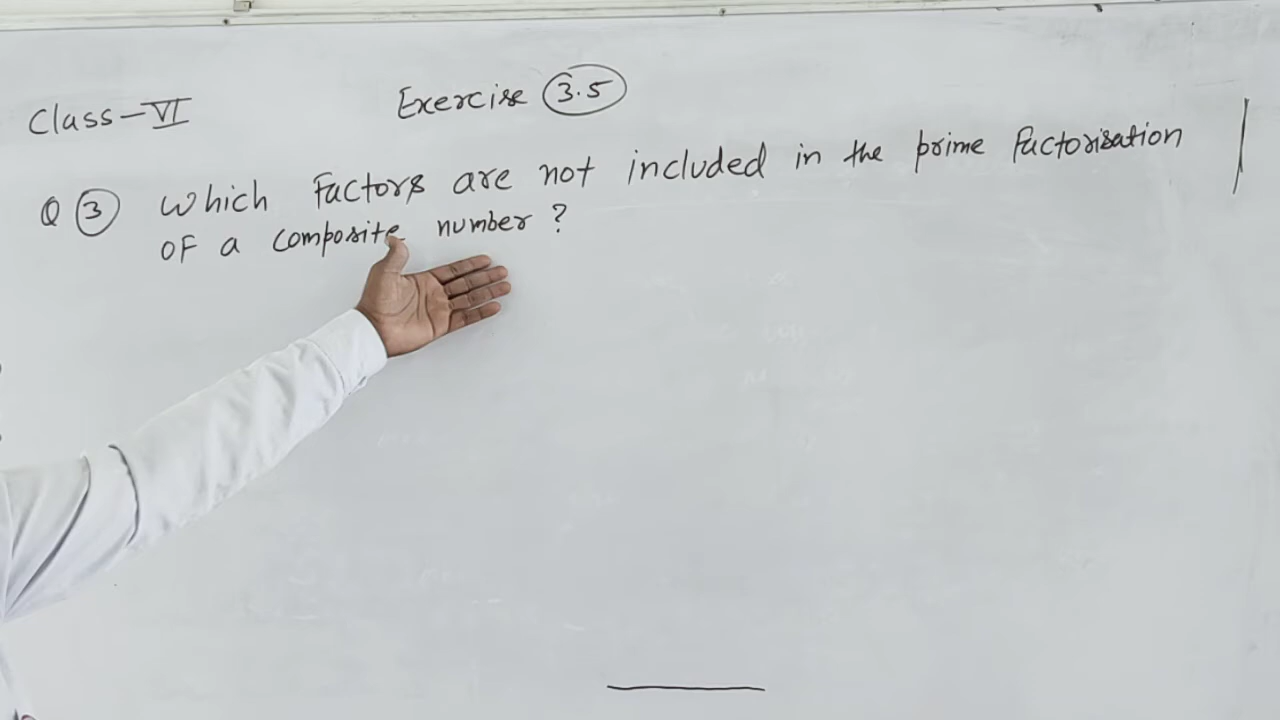 Class-VI
Exercise 3.5
Q 3 Which Factors are not included in the prime Factorisation
OF a composite number ?